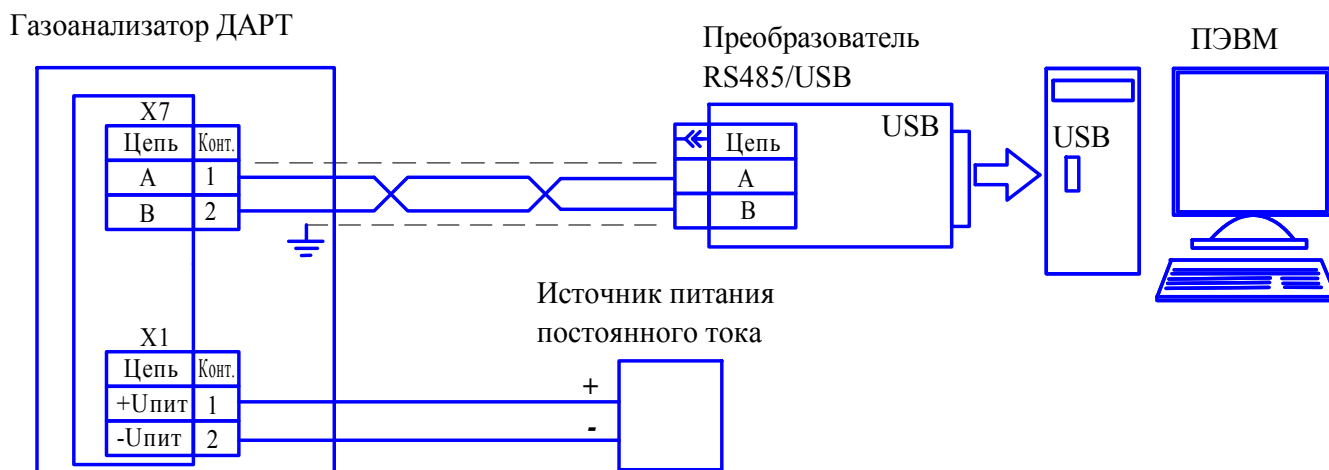 Газоанализатор ДАРТ
Преобразователь
RS485/USB
ПЭВМ
X7
Цепь Конт.
A 1
B 2
Цепь
A
B
USB
USB
Источник питания
постоянного тока
X1
Цепь Конт.
+Uпит 1
-Uпит 2
+
-